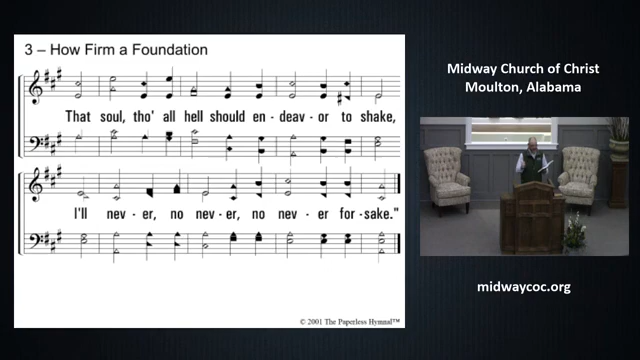 3 – How Firm a Foundation
That soul, tho' all hell should en - deav - or to shake,
I'll nev - er, no nev - er, no nev - er for - sake."
© 2001 The Paperless Hymnal™
Midway Church of Christ
Moulton, Alabama
midwaycoc.org